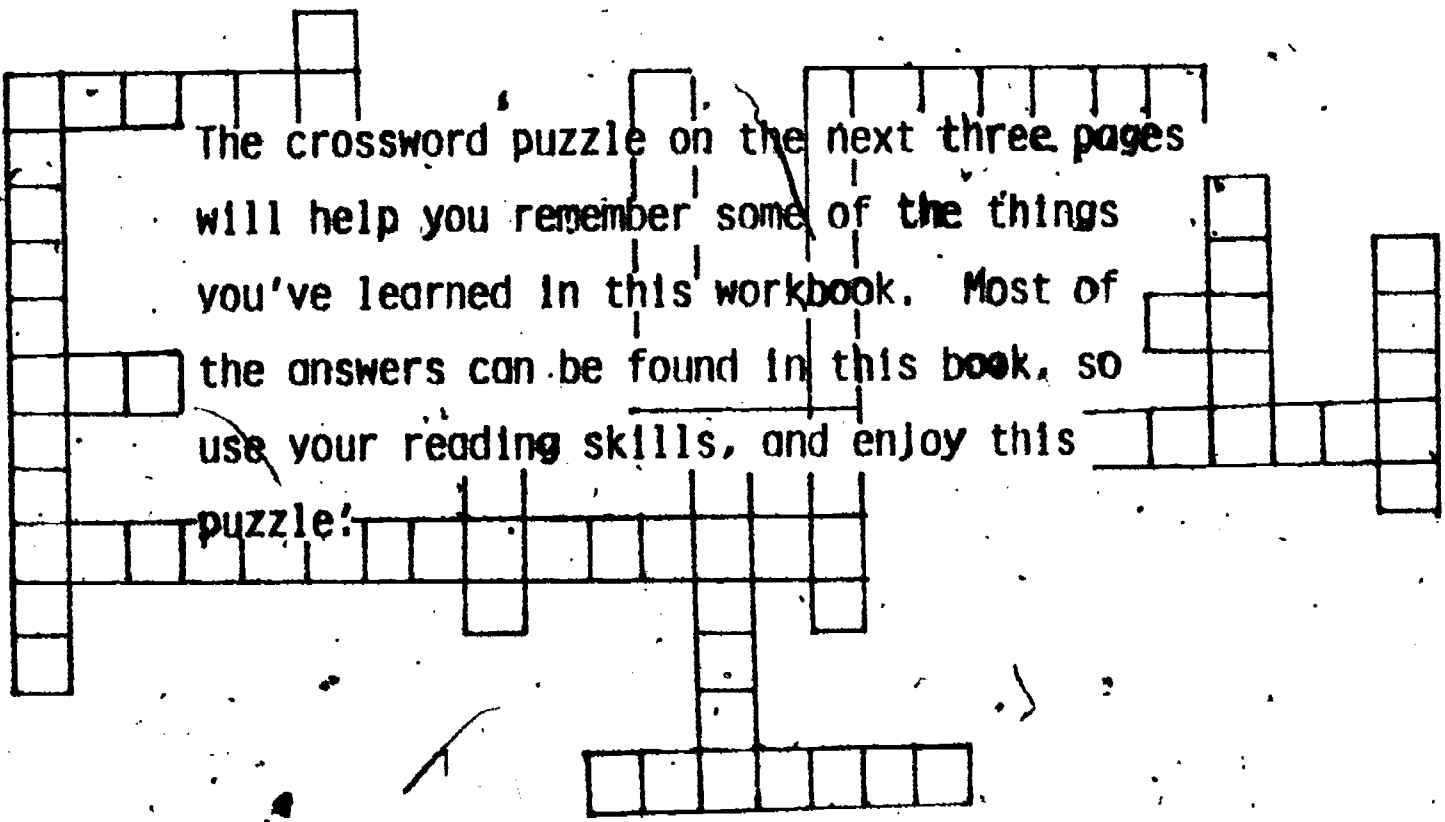 The crossword puzzle on the next three pages
will help you remember some of the things
you've learned in this workbook. Most of
the answers can be found in this book, so
use your reading skills, and enjoy this
puzzle!